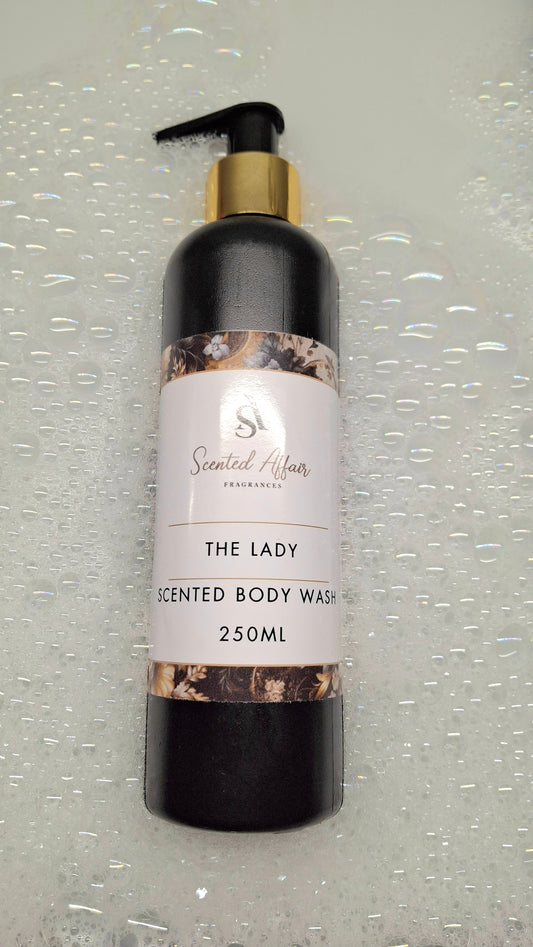 SA
Scented Affair
FRAGRANCES
THE LADY
SCENTED BODY WASH
250ML